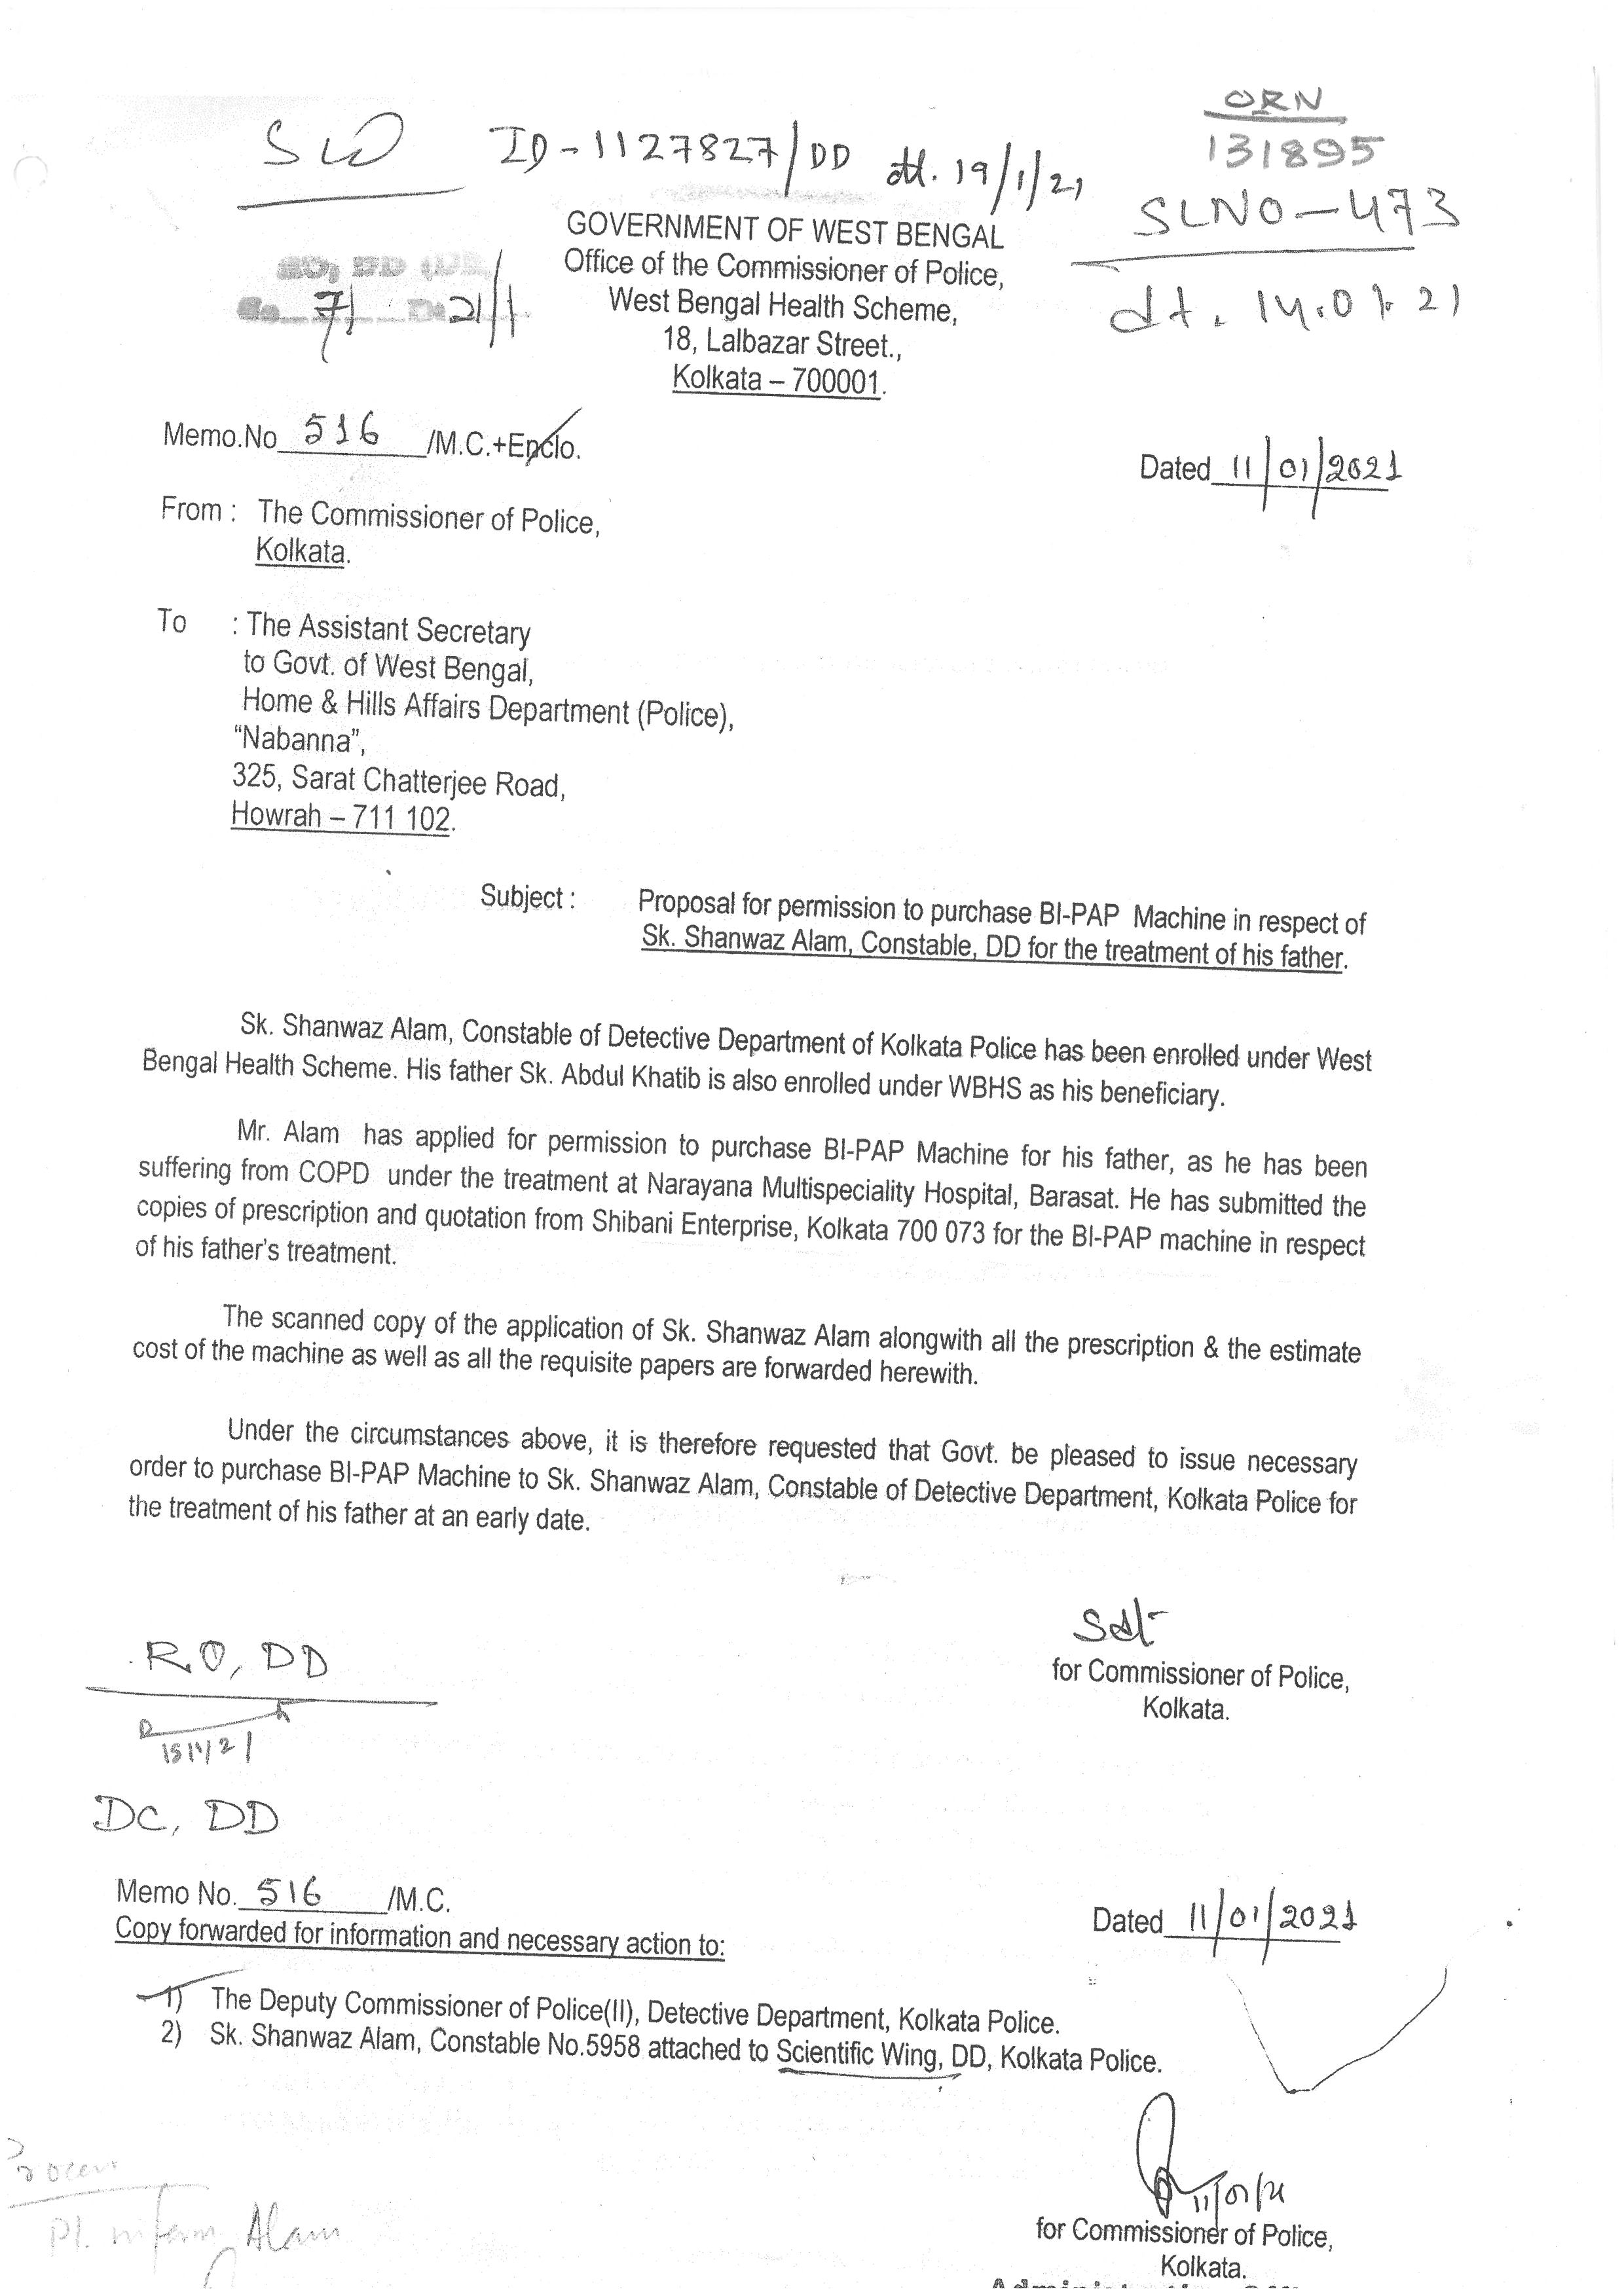 ORN
131895
ID-1127827/DD dt. 19/1/21
SLNO-473
dt. 14.01.21
GOVERNMENT OF WEST BENGAL
Office of the Commissioner of Police,
West Bengal Health Scheme,
18, Lalbazar Street.,
Kolkata – 700001.
71 21/1
Memo.No 516 /M.C.+Enclo.
Dated 11/01/2021
From : The Commissioner of Police,
Kolkata.
To : The Assistant Secretary
to Govt. of West Bengal,
Home & Hills Affairs Department (Police),
“Nabanna”,
325, Sarat Chatterjee Road,
Howrah – 711 102.
Subject : Proposal for permission to purchase BI-PAP Machine in respect of
Sk. Shanwaz Alam, Constable, DD for the treatment of his father.
Sk. Shanwaz Alam, Constable of Detective Department of Kolkata Police has been enrolled under West
Bengal Health Scheme. His father Sk. Abdul Khatib is also enrolled under WBHS as his beneficiary.
Mr. Alam has applied for permission to purchase BI-PAP Machine for his father, as he has been
suffering from COPD under the treatment at Narayana Multispeciality Hospital, Barasat. He has submitted the
copies of prescription and quotation from Shibani Enterprise, Kolkata 700 073 for the BI-PAP machine in respect
of his father’s treatment.
The scanned copy of the application of Sk. Shanwaz Alam alongwith all the prescription & the estimate
cost of the machine as well as all the requisite papers are forwarded herewith.
Under the circumstances above, it is therefore requested that Govt. be pleased to issue necessary
order to purchase BI-PAP Machine to Sk. Shanwaz Alam, Constable of Detective Department, Kolkata Police for
the treatment of his father at an early date.
Sd/-
for Commissioner of Police,
Kolkata.
R.O, DD
DC, DD
Memo No. 516 /M.C.
Dated 11/01/2021
Copy forwarded for information and necessary action to:
1) The Deputy Commissioner of Police(II), Detective Department, Kolkata Police.
2) Sk. Shanwaz Alam, Constable No.5958 attached to Scientific Wing, DD, Kolkata Police.
11/01/21
for Commissioner of Police,
Kolkata.
Pl. inform Alam